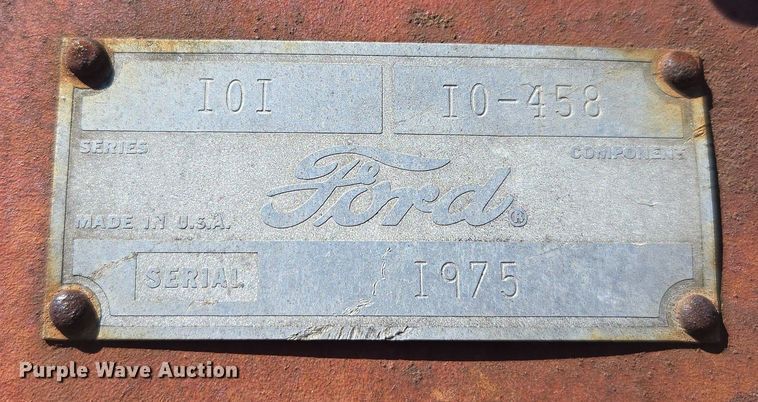 101 10-458
SERIES COMPONENT
Ford®
MADE IN U.S.A.
SERIAL 1975
Purple Wave Auction